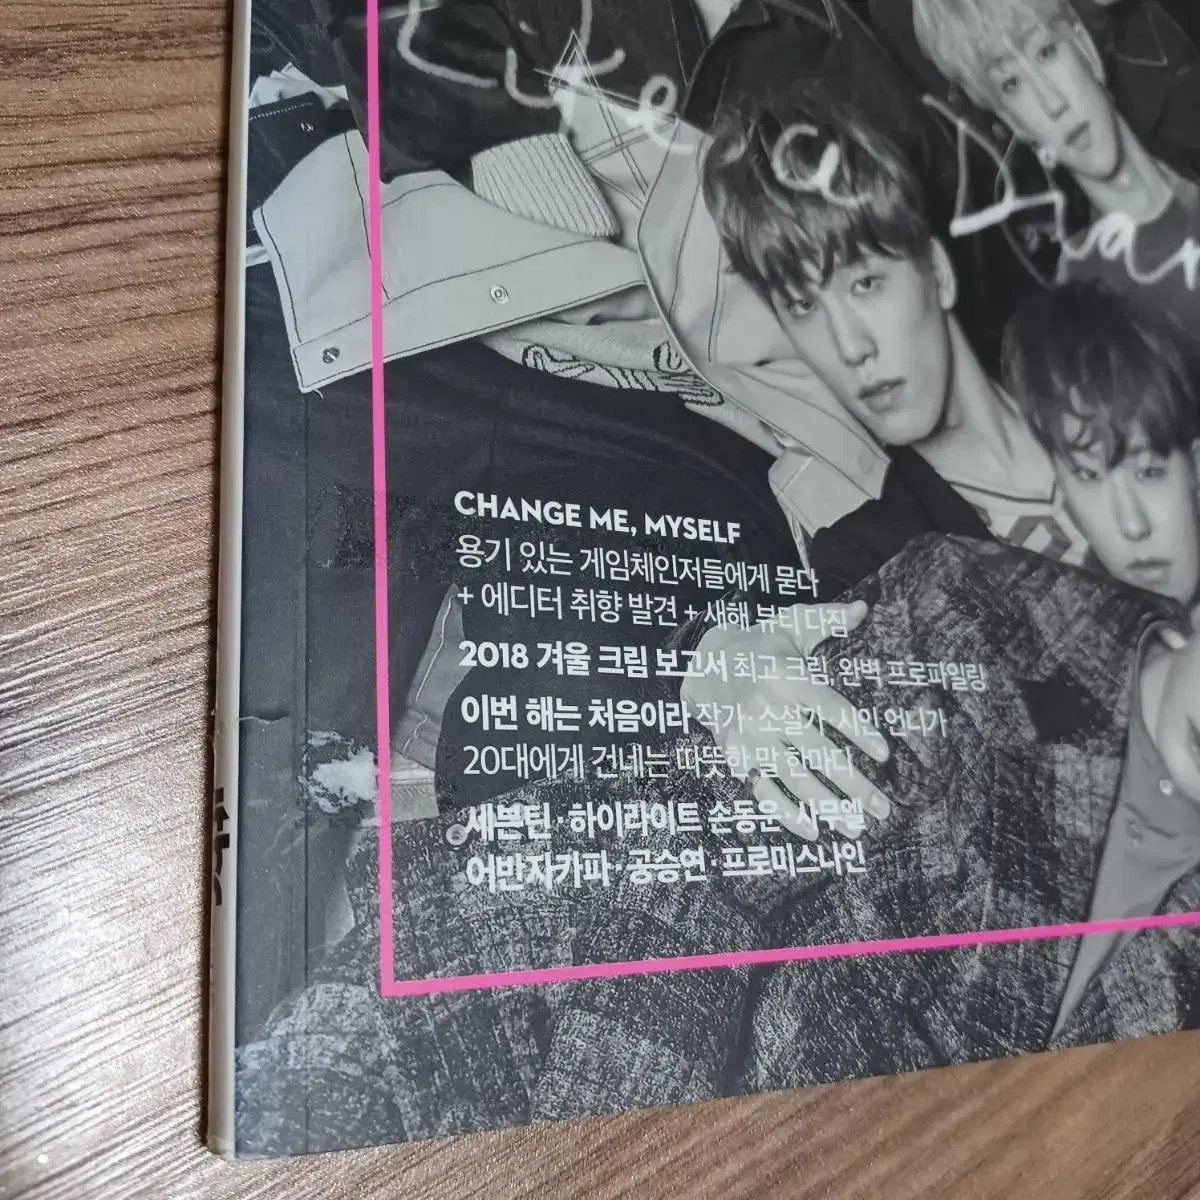 Like a
CHANGE ME, MYSELF
용기 있는 게임체인저들에게 묻다
+ 에디터 취향 발견 + 새해 뷰티 다짐
2018 겨울 크림 보고서 최고 크림, 완벽 프로파일링
이번 해는 처음이라 작가·소설가·시인 언니가
20대에게 건네는 따뜻한 말 한마디
세븐틴·하이라이트 손동운·사무엘
어반자카파·공승연·프로미스나인